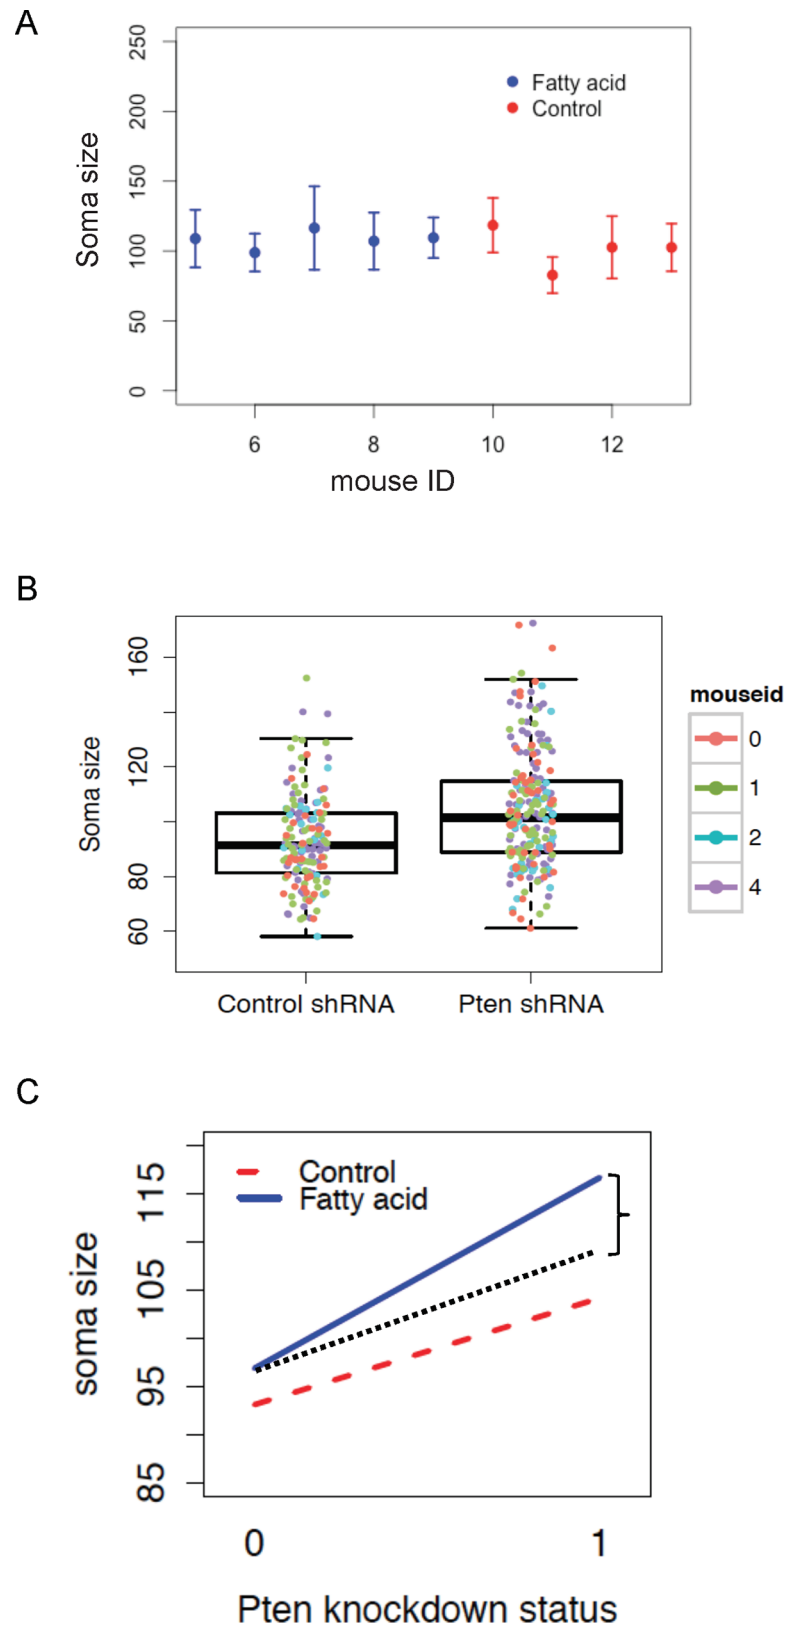 A
Soma size
250
200
150
100
50
0
Fatty acid
Control
6 8 10 12
mouse ID
B
Soma size
160
120
80
60
Control shRNA Pten shRNA
mouseid
0
1
2
4
C
soma size
115
105
95
85
Control
Fatty acid
0 1
Pten knockdown status